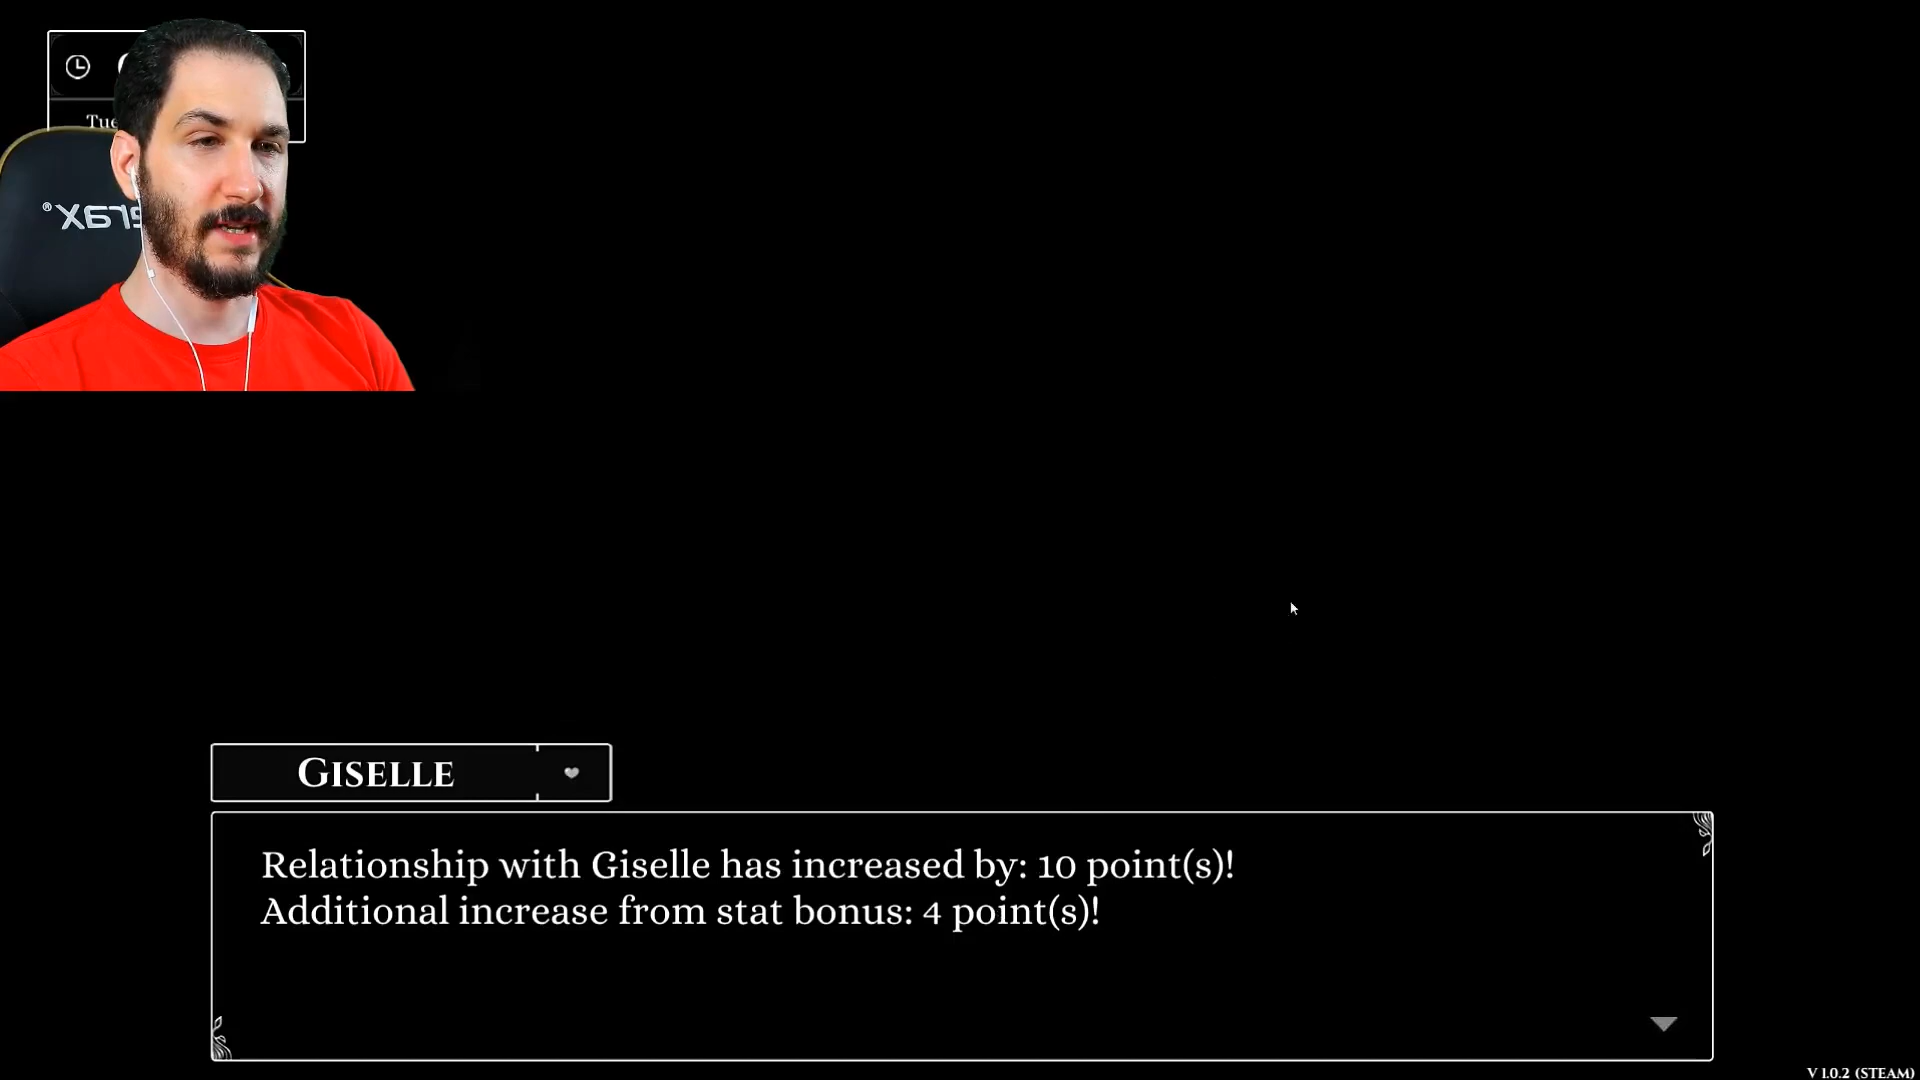 Tue
GISELLE
Relationship with Giselle has increased by: 10 point(s)!
Additional increase from stat bonus: 4 point(s)!
V 1.0.2 (STEAM)